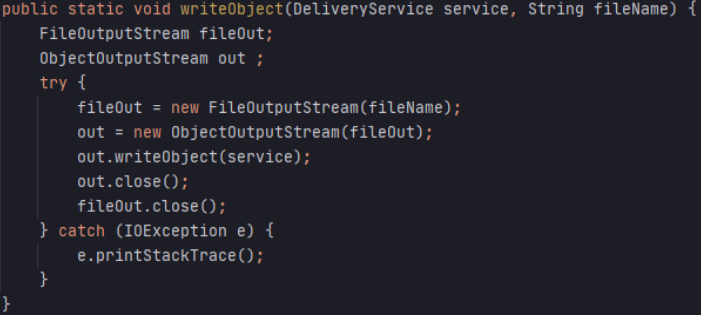 public static void writeObject(DeliveryService service, String fileName) {
    FileOutputStream fileOut;
    ObjectOutputStream out ;
    try {
        fileOut = new FileOutputStream(fileName);
        out = new ObjectOutputStream(fileOut);
        out.writeObject(service);
        out.close();
        fileOut.close();
    } catch (IOException e) {
        e.printStackTrace();
    }
}